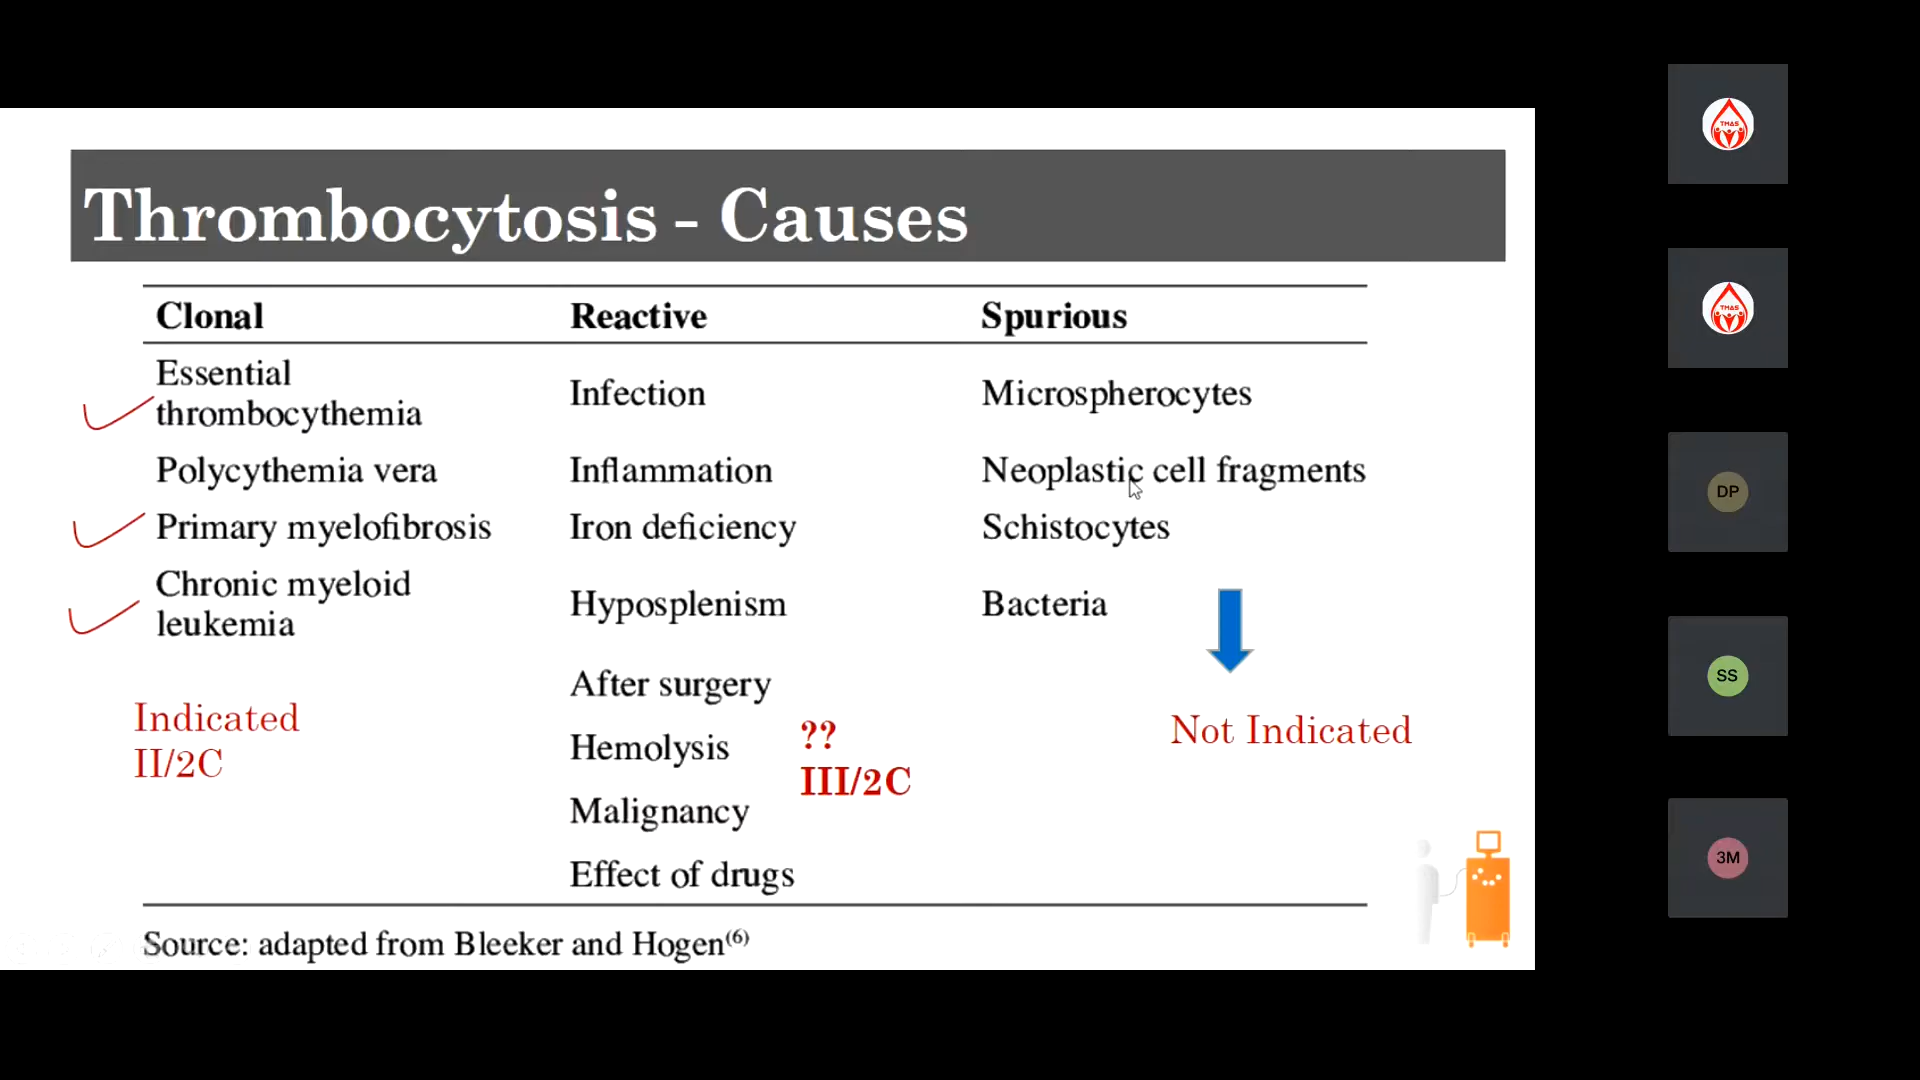 Thrombocytosis - Causes
Clonal Reactive Spurious
Essential
thrombocythemia Infection Microspherocytes
Polycythemia vera Inflammation Neoplastic cell fragments
Primary myelofibrosis Iron deficiency Schistocytes
Chronic myeloid
leukemia Hyposplenism Bacteria
After surgery
Hemolysis
Malignancy
Effect of drugs
Indicated
II/2C
??
III/2C
Not Indicated
Source: adapted from Bleeker and Hogen(6)
TMAS
TMAS
DP
SS
3M